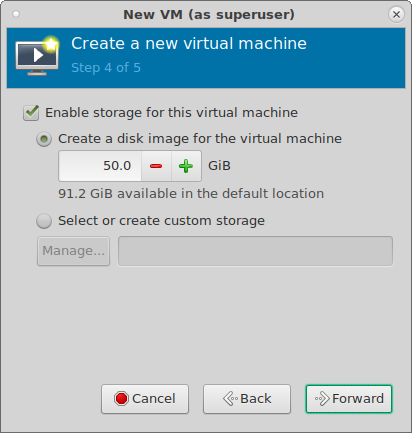 New VM (as superuser)
Create a new virtual machine
Step 4 of 5
Enable storage for this virtual machine
Create a disk image for the virtual machine
50.0 GiB
91.2 GiB available in the default location
Select or create custom storage
Manage...
Cancel Back Forward